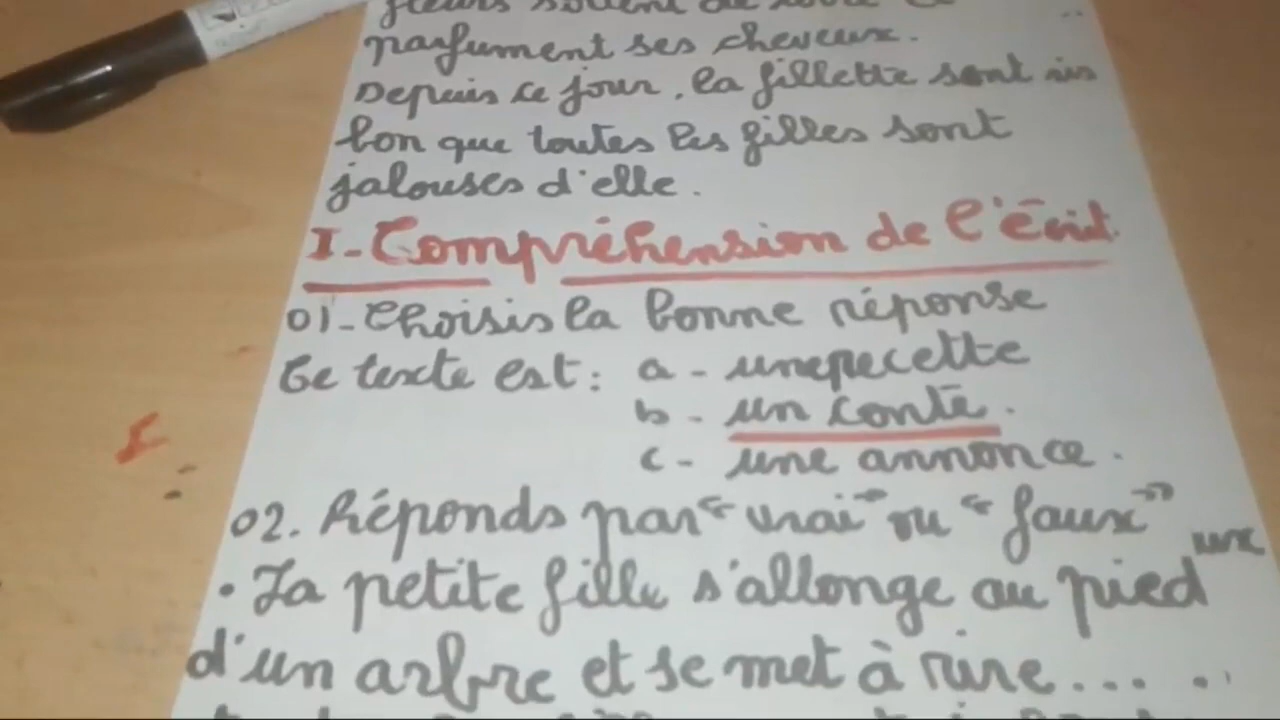 parfument ses cheveux.
Depuis ce jour, la fillette sent si
bon que toutes les filles sont
jalouses d'elle.
I-Compréhension de l'écrit.
01-Choisis la bonne réponse
Ce texte est: a - une recette
b - un conte.
c - une annonce.
02. Réponds par "vrai" ou "faux"
• La petite fille s'allonge au pied
d'un arbre et se met à rire.....